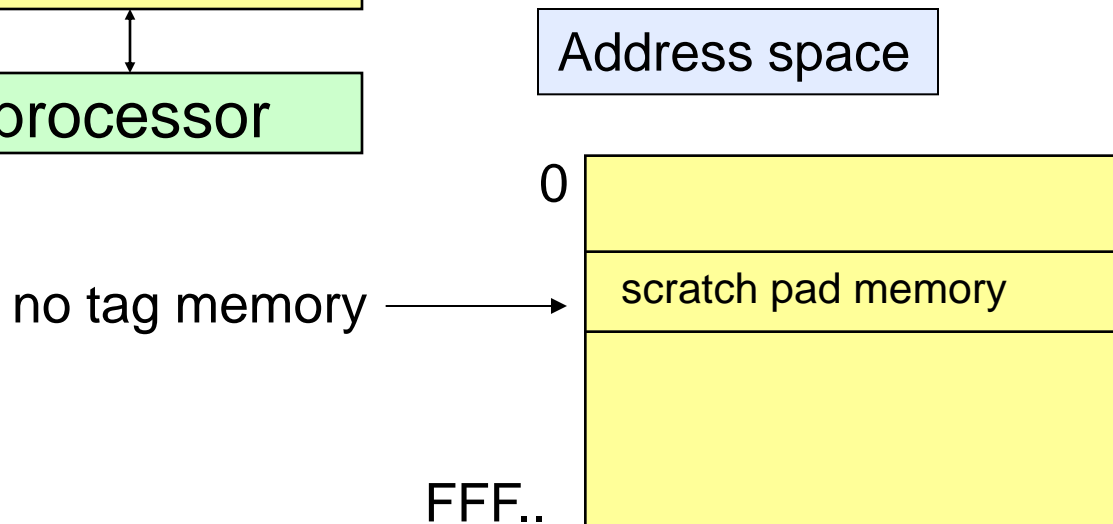 Address space
processor
0
scratch pad memory
no tag memory
FFF..